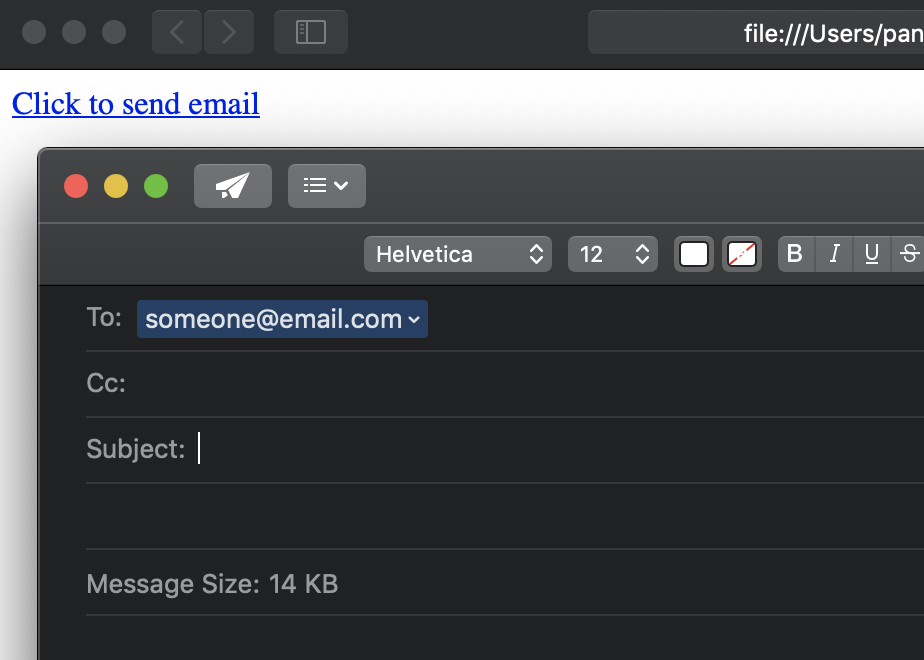 file:///Users/pan
Click to send email
Helvetica 12 B I U S
To: someone@email.com
Cc:
Subject:
Message Size: 14 KB